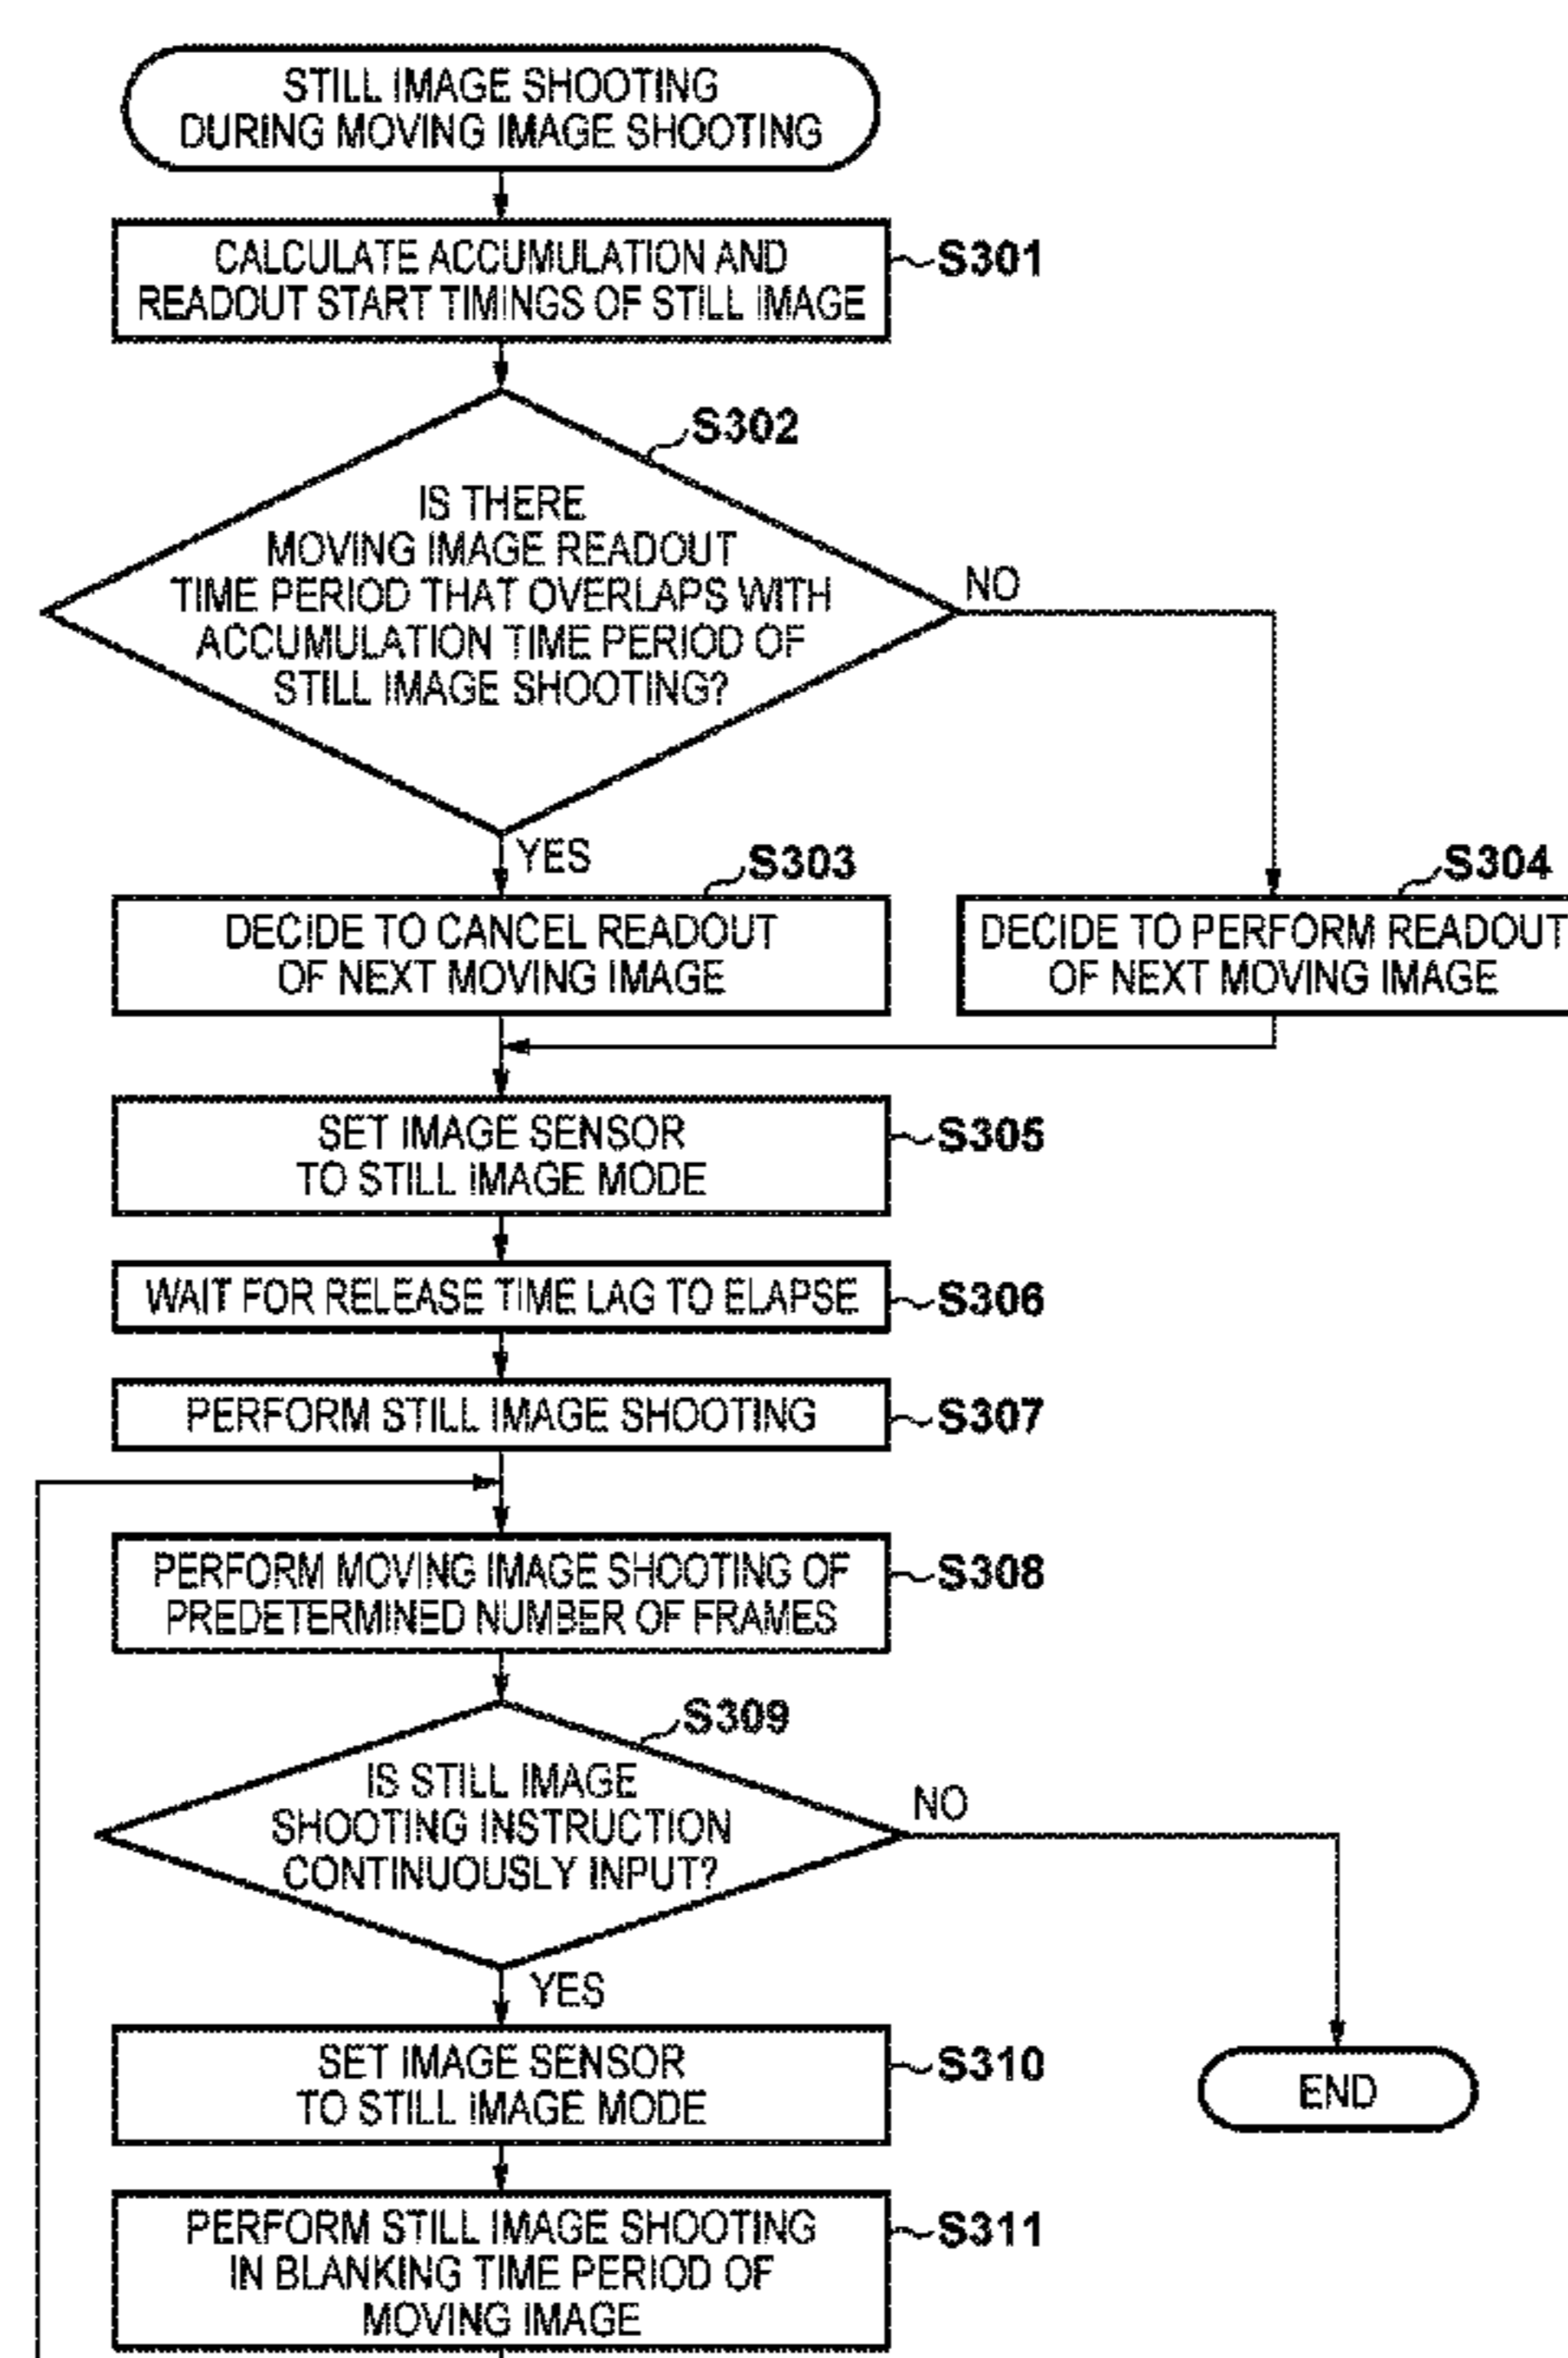 STILL IMAGE SHOOTING
DURING MOVING IMAGE SHOOTING
CALCULATE ACCUMULATION AND
READOUT START TIMINGS OF STILL IMAGE
S301
S302
IS THERE
MOVING IMAGE READOUT
TIME PERIOD THAT OVERLAPS WITH
ACCUMULATION TIME PERIOD OF
STILL IMAGE SHOOTING?
NO
YES
S303
DECIDE TO CANCEL READOUT
OF NEXT MOVING IMAGE
S304
DECIDE TO PERFORM READOUT
OF NEXT MOVING IMAGE
SET IMAGE SENSOR
TO STILL IMAGE MODE
S305
WAIT FOR RELEASE TIME LAG TO ELAPSE
S306
PERFORM STILL IMAGE SHOOTING
S307
PERFORM MOVING IMAGE SHOOTING OF
PREDETERMINED NUMBER OF FRAMES
S308
S309
IS STILL IMAGE
SHOOTING INSTRUCTION
CONTINUOUSLY INPUT?
NO
YES
SET IMAGE SENSOR
TO STILL IMAGE MODE
S310
END
PERFORM STILL IMAGE SHOOTING
IN BLANKING TIME PERIOD OF
MOVING IMAGE
S311